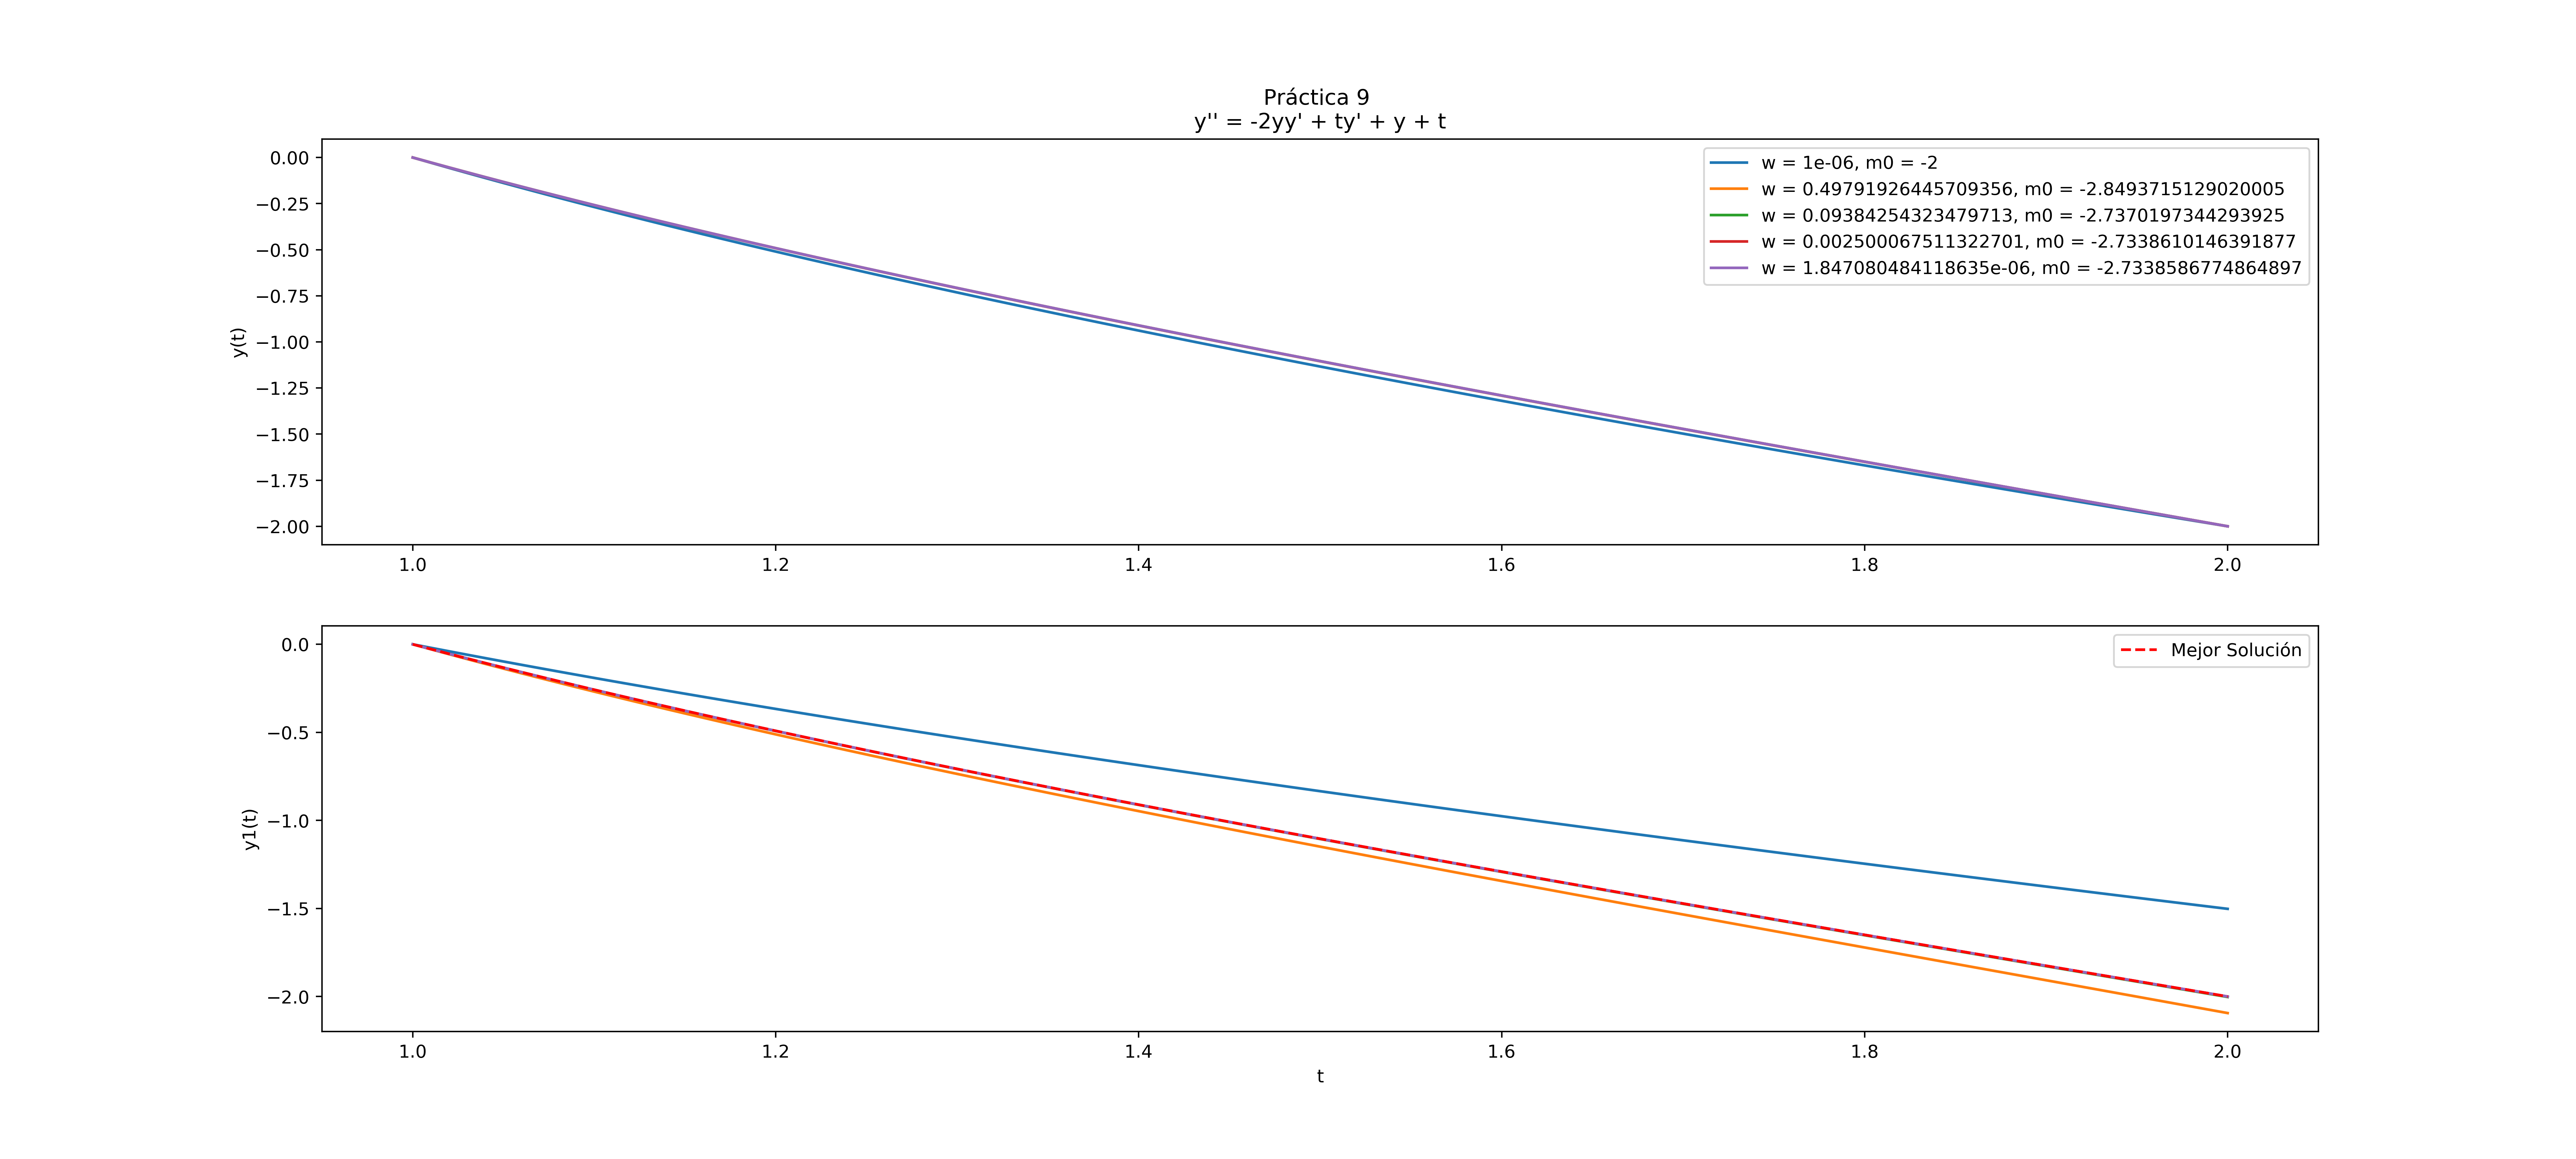 Práctica 9
y'' = -2yy' + ty' + y + t
w = 1e-06, m0 = -2
w = 0.49791926445709356, m0 = -2.8493715129020005
w = 0.09384254323479713, m0 = -2.7370197344293925
w = 0.002500067511322701, m0 = -2.7338610146391877
w = 1.847080484118635e-06, m0 = -2.7338586774864897
y(t)
0.00
−0.25
−0.50
−0.75
−1.00
−1.25
−1.50
−1.75
−2.00
1.0 1.2 1.4 1.6 1.8 2.0
Mejor Solución
y1(t)
0.0
−0.5
−1.0
−1.5
−2.0
1.0 1.2 1.4 1.6 1.8 2.0
t